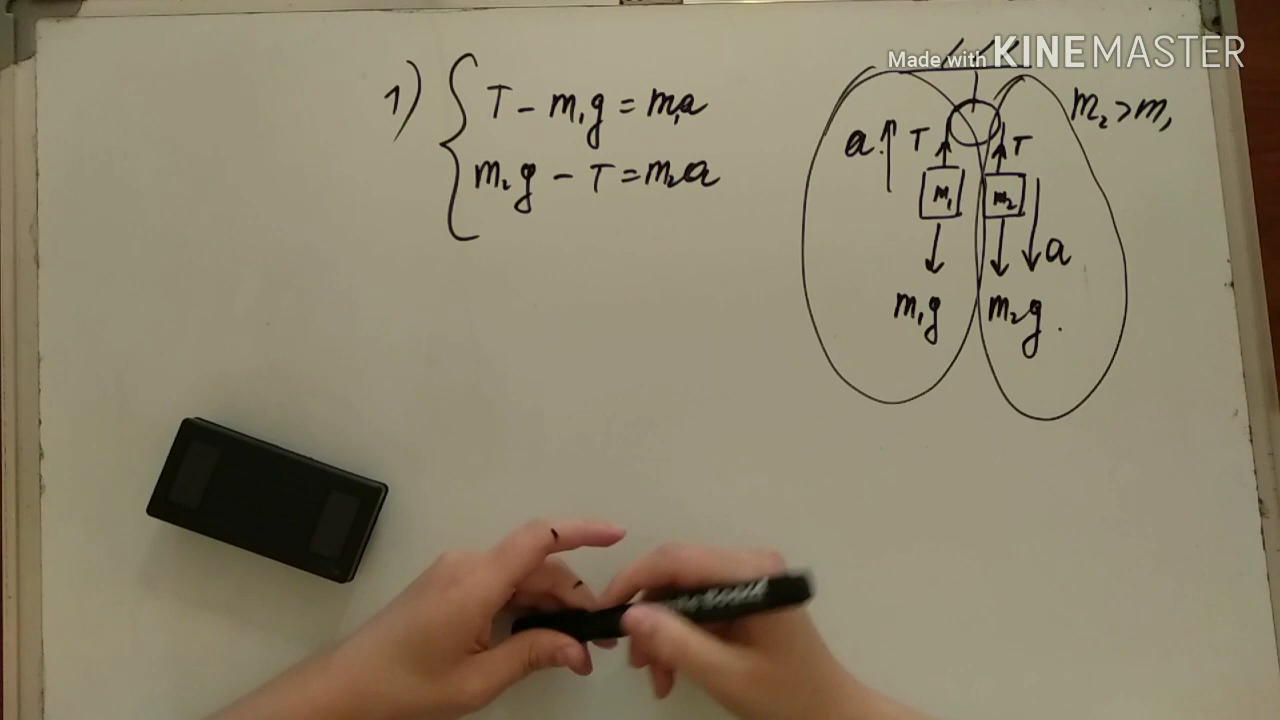 Made with KINEMASTER
1) { T - m₁g = m₁a
m₂g - T = m₂a
m₂ > m₁
a T T
m₁ m₂
a
m₁g m₂g